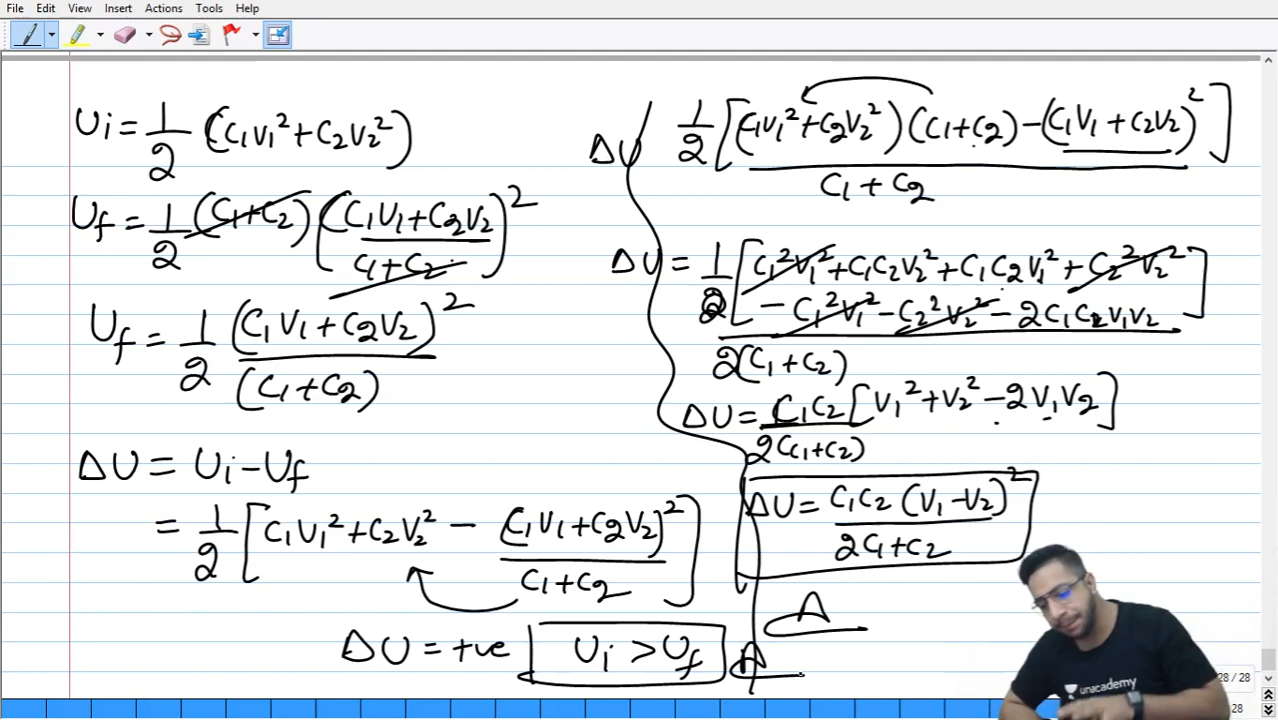 File Edit View Insert Actions Tools Help
Ui = 1/2 (C1V1² + C2V2²)
Uf = 1/2 (C1+C2) ((C1V1+C2V2)/(C1+C2))²
Uf = 1/2 (C1V1+C2V2)²/(C1+C2)
ΔU = Ui - Uf
= 1/2 [C1V1² + C2V2² - (C1V1+C2V2)²/(C1+C2)]
ΔU = +ve Ui > Uf A
ΔU 1/2 [(C1V1²+C2V2²)(C1+C2) - (C1V1+C2V2)²]/C1+C2
ΔU = 1/2 [C1²V1² + C1C2V2² + C1C2V1² + C2²V2²
- C1²V1² - C2²V2² - 2C1C2V1V2]
2(C1+C2)
ΔU = C1C2/2(C1+C2) [V1² + V2² - 2V1V2]
ΔU = C1C2(V1-V2)²/2C1+C2
A
unacademy
28 / 28
28